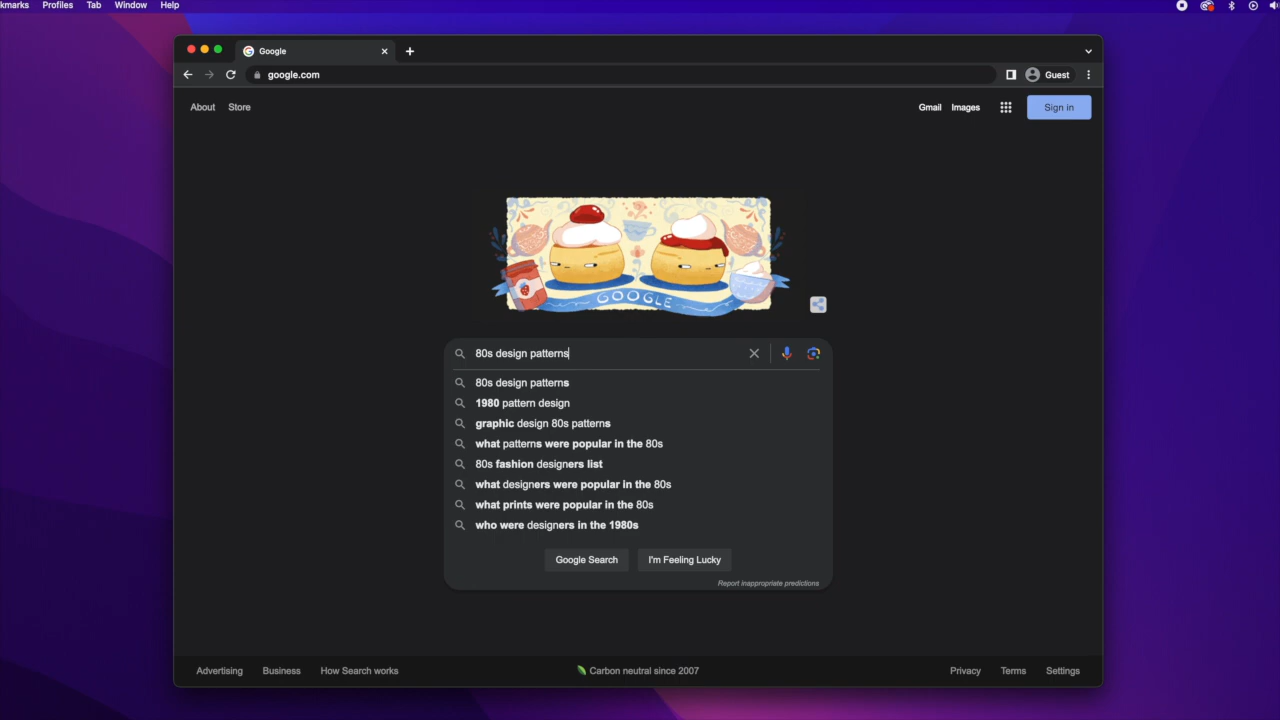 kmarks Profiles Tab Window Help
Google
google.com
Guest
About Store
Gmail Images
Sign in
GOOGLE
80s design patterns
80s design patterns
1980 pattern design
graphic design 80s patterns
what patterns were popular in the 80s
80s fashion designers list
what designers were popular in the 80s
what prints were popular in the 80s
who were designers in the 1980s
Google Search I'm Feeling Lucky
Report inappropriate predictions
Advertising Business How Search works
Carbon neutral since 2007
Privacy Terms Settings